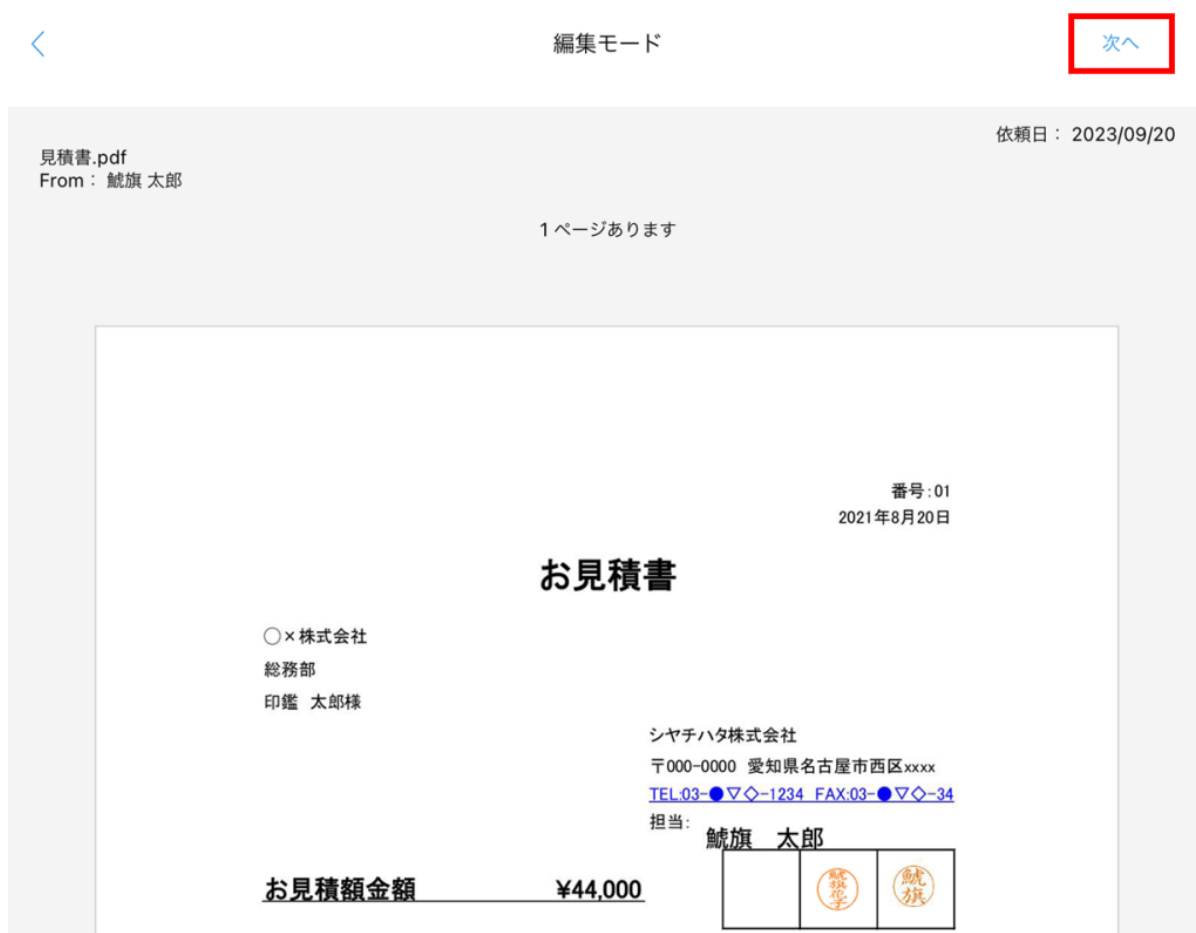 編集モード
次へ
依頼日： 2023/09/20
見積書.pdf
From： 鯱旗 太郎
1 ページあります
番号:01
2021年8月20日
お見積書
○×株式会社
総務部
印鑑 太郎様
シヤチハタ株式会社
〒000-0000 愛知県名古屋市西区xxxx
TEL:03-●▽◇-1234 FAX:03-●▽◇-34
担当:
鯱旗 太郎
お見積額金額 ¥44,000
鯱旗花子
鯱旗